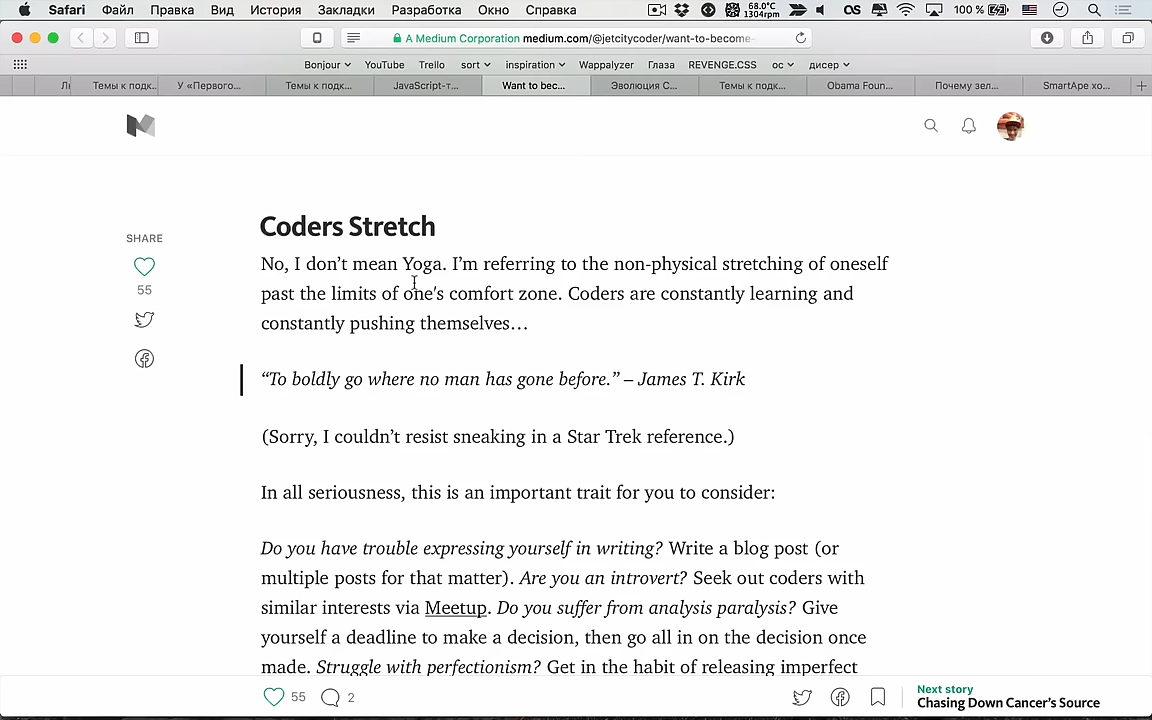 Safari Файл Правка Вид История Закладки Разработка Окно Справка 68.0°C 1304rpm 100 %
A Medium Corporation medium.com/@jetcitycoder/want-to-become-
Bonjour YouTube Trello sort inspiration Wappalyzer Глаза REVENGE.CSS ос дисер
Темы к подк... У «Первого... Темы к подк... JavaScript-т... Want to bec... Эволюция С... Темы к подк... Obama Foun... Почему зел... SmartApe хо...
Coders Stretch
SHARE
No, I don’t mean Yoga. I’m referring to the non-physical stretching of oneself
past the limits of one's comfort zone. Coders are constantly learning and
55
constantly pushing themselves…
“To boldly go where no man has gone before.” – James T. Kirk
(Sorry, I couldn’t resist sneaking in a Star Trek reference.)
In all seriousness, this is an important trait for you to consider:
Do you have trouble expressing yourself in writing? Write a blog post (or
multiple posts for that matter). Are you an introvert? Seek out coders with
similar interests via Meetup. Do you suffer from analysis paralysis? Give
yourself a deadline to make a decision, then go all in on the decision once
made. Struggle with perfectionism? Get in the habit of releasing imperfect
55 2
Next story
Chasing Down Cancer’s Source